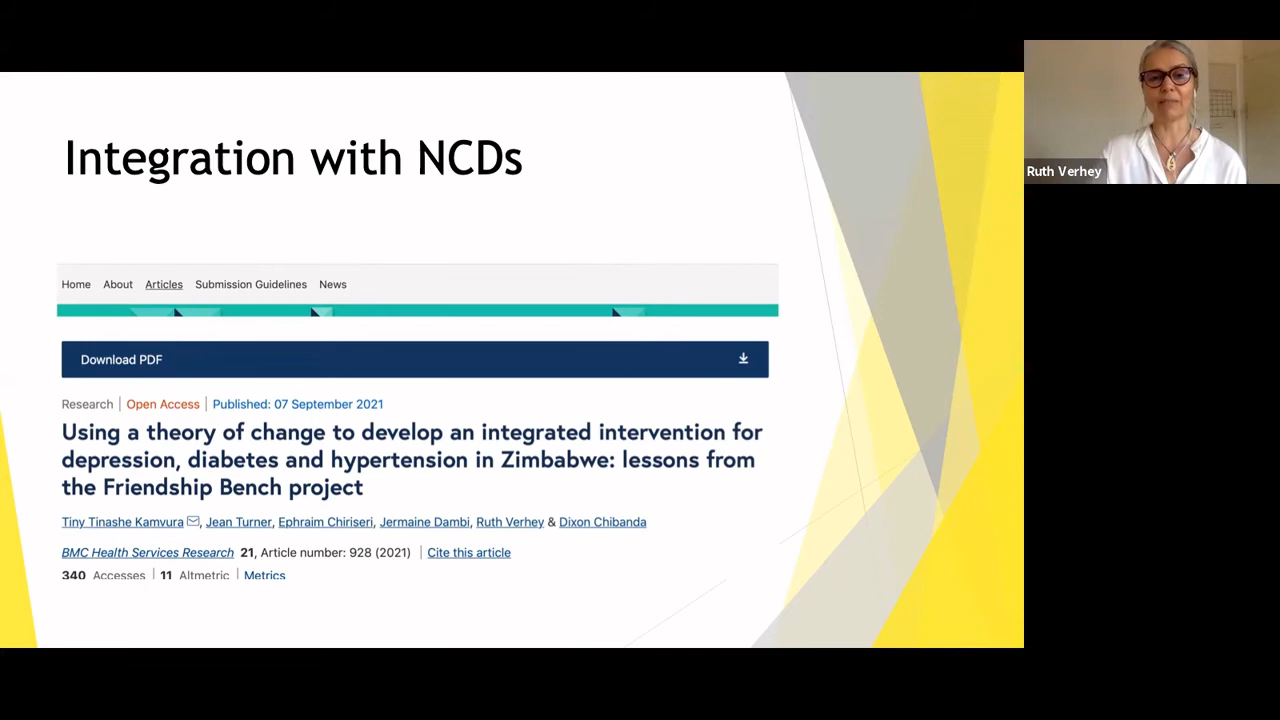 Integration with NCDs
Home About Articles Submission Guidelines News
Download PDF
Research | Open Access | Published: 07 September 2021
Using a theory of change to develop an integrated intervention for
depression, diabetes and hypertension in Zimbabwe: lessons from
the Friendship Bench project
Tiny Tinashe Kamvura, Jean Turner, Ephraim Chiriseri, Jermaine Dambi, Ruth Verhey & Dixon Chibanda
BMC Health Services Research 21, Article number: 928 (2021) | Cite this article
340 Accesses | 11 Altmetric | Metrics
Ruth Verhey